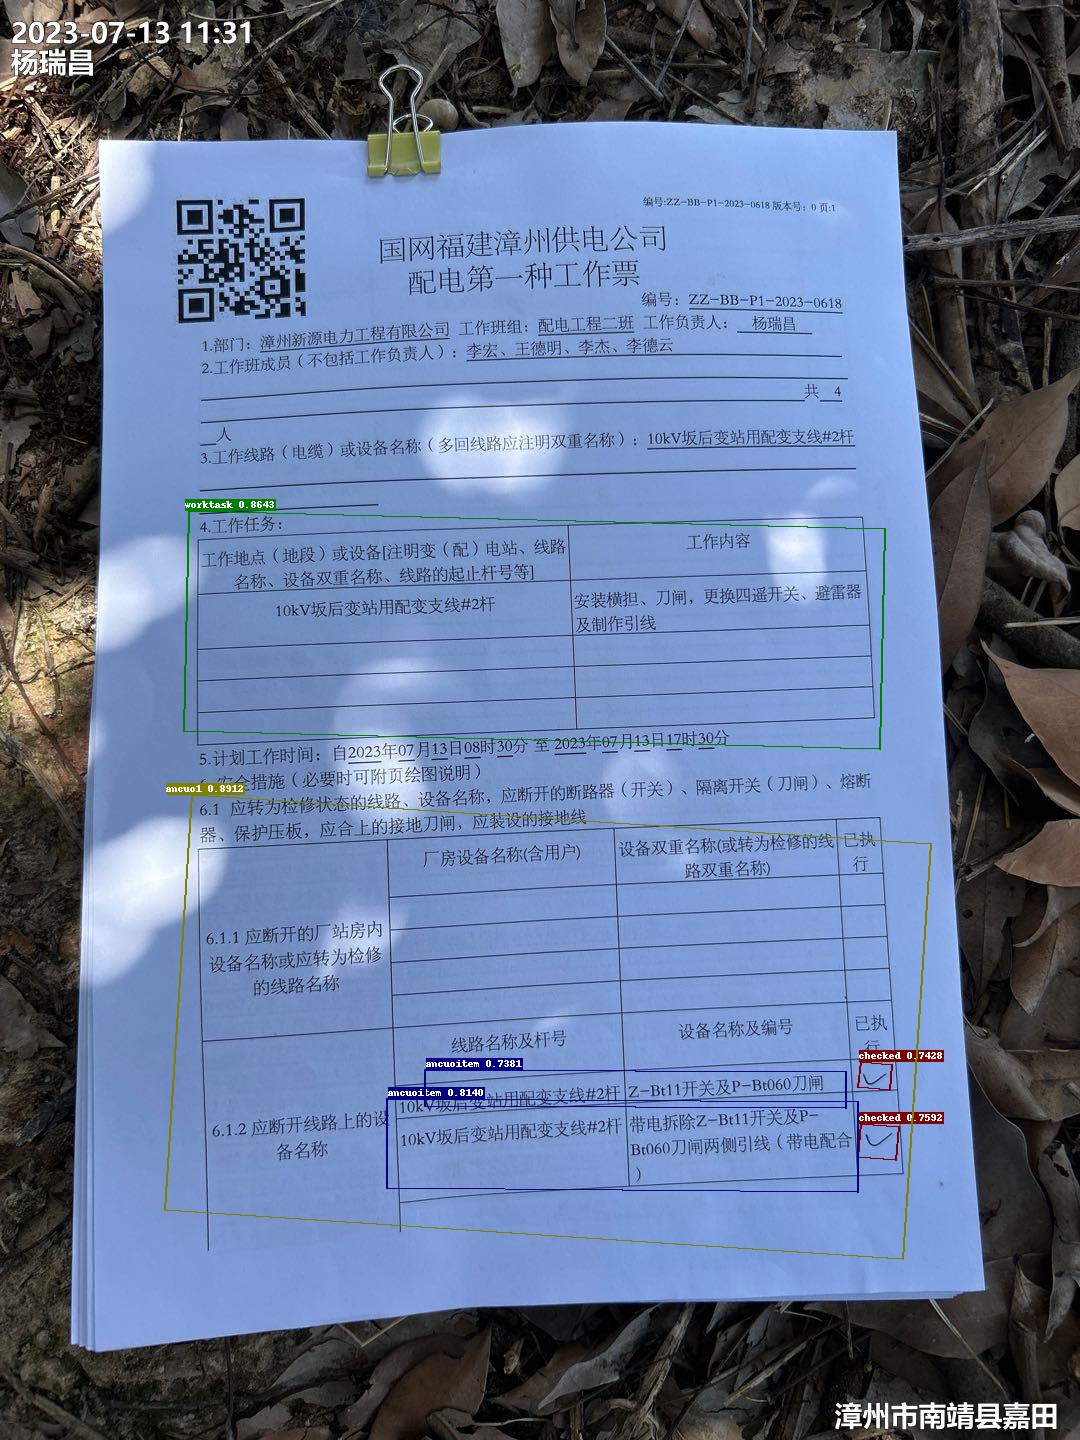 2023-07-13 11:31
杨瑞昌
编号:ZZ-BB-P1-2023-0618 版本号：0 页:1
国网福建漳州供电公司
配电第一种工作票
编号：ZZ-BB-P1-2023-0618
1.部门：漳州新源电力工程有限公司 工作班组：配电工程二班 工作负责人： 杨瑞昌
2.工作班成员（不包括工作负责人）：李宏、王德明、李杰、李德云
共 4
人
3.工作线路（电缆）或设备名称（多回线路应注明双重名称）：10kV坂后变站用配变支线#2杆
worktask 0.8643
4.工作任务：
工作地点（地段）或设备[注明变（配）电站、线路
名称、设备双重名称、线路的起止杆号等]
工作内容
10kV坂后变站用配变支线#2杆
安装横担、刀闸，更换四遥开关、避雷器
及制作引线
5.计划工作时间：自2023年07月13日08时30分 至 2023年07月13日17时30分
安全措施（必要时可附页绘图说明）
ancuo1 0.8912
6.1 应转为检修状态的线路、设备名称，应断开的断路器（开关）、隔离开关（刀闸）、熔断
器、保护压板，应合上的接地刀闸，应装设的接地线
厂房设备名称(含用户)
设备双重名称(或转为检修的线
路双重名称)
已执
行
6.1.1 应断开的厂站房内
设备名称或应转为检修
的线路名称
线路名称及杆号
设备名称及编号
已执
行
checked 0.7428
ancuoitem 0.7381
10kV坂后变站用配变支线#2杆
Z-Bt11开关及P-Bt060刀闸
ancuoitem 0.8140
checked 0.7592
6.1.2 应断开线路上的设
备名称
10kV坂后变站用配变支线#2杆
带电拆除Z-Bt11开关及P-
Bt060刀闸两侧引线（带电配合
）
漳州市南靖县嘉田